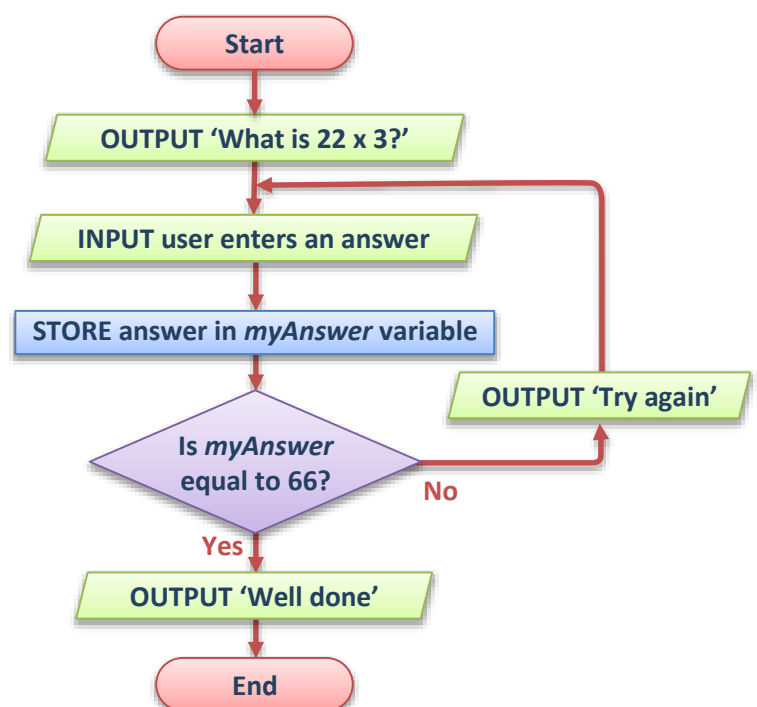 Start
OUTPUT ‘What is 22 x 3?’
INPUT user enters an answer
STORE answer in myAnswer variable
OUTPUT ‘Try again’
Is myAnswer
equal to 66?
No
Yes
OUTPUT ‘Well done’
End